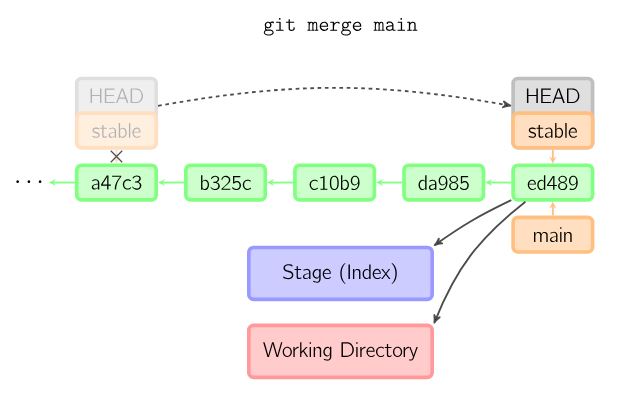 git merge main
HEAD
HEAD
stable
stable
...
a47c3
b325c
c10b9
da985
ed489
main
Stage (Index)
Working Directory